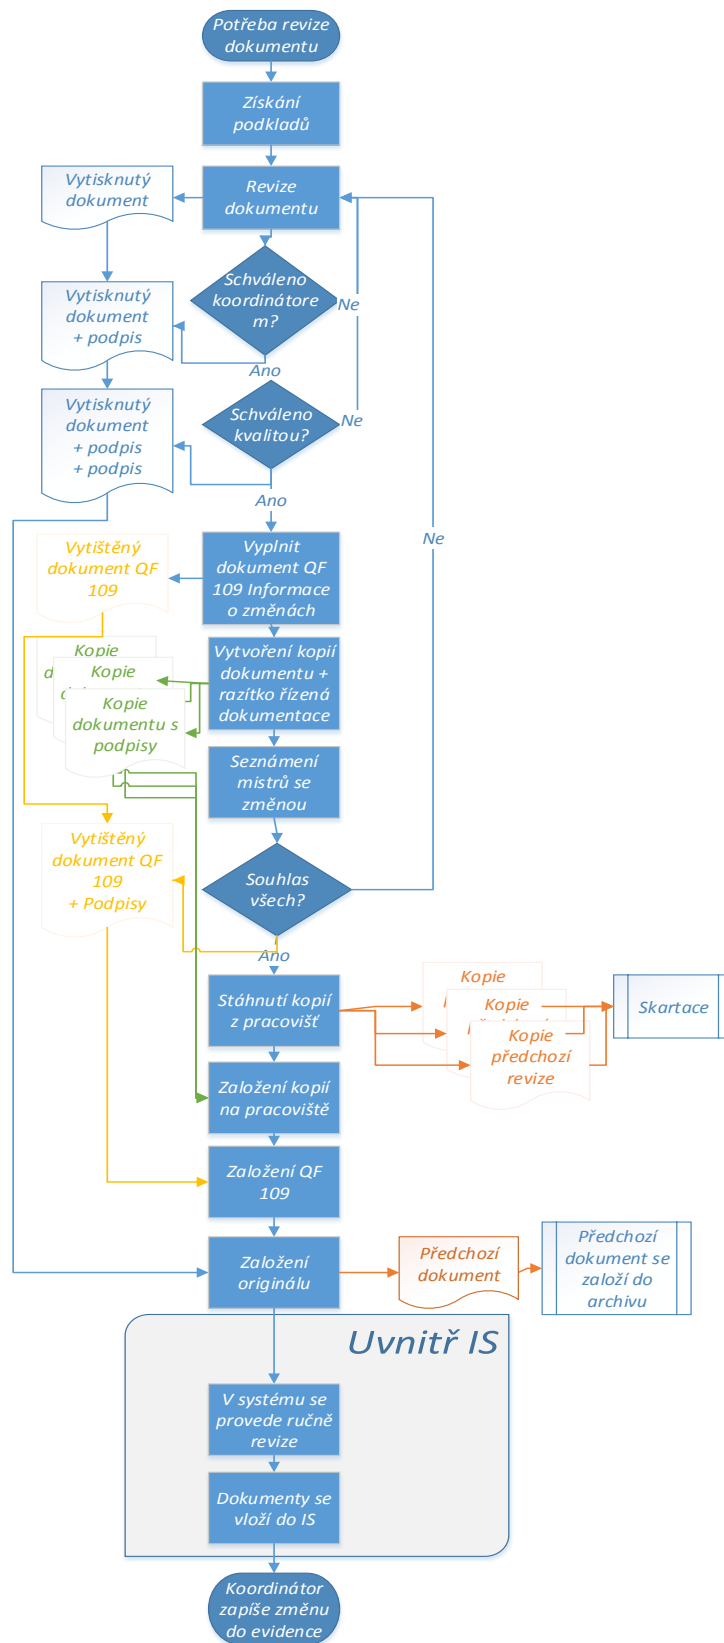 Potřeba revize
dokumentu
Získání
podkladů
Revize
dokumentu
Vytisknutý
dokument
Schváleno
koordinátore
m?
Ne
Vytisknutý
dokument
+ podpis
Ano
Schváleno
kvalitou?
Ne
Vytisknutý
dokument
+ podpis
+ podpis
Ano
Ne
Vyplnit
dokument QF
109 Informace
o změnách
Vytištěný
dokument QF
109
Vytvoření kopií
dokumentu +
razítko řízená
dokumentace
Kopie
Kopie
Kopie
dokumentu s
podpisy
Seznámení
mistrů se
změnou
Vytištěný
dokument QF
109
+ Podpisy
Souhlas
všech?
Ano
Stáhnutí kopií
z pracovišť
Kopie
Kopie
Kopie
předchozí
revize
Skartace
Založení kopií
na pracoviště
Založení QF
109
Založení
originálu
Předchozí
dokument
Předchozí
dokument se
založí do
archivu
Uvnitř IS
V systému se
provede ručně
revize
Dokumenty se
vloží do IS
Koordinátor
zapíše změnu
do evidence